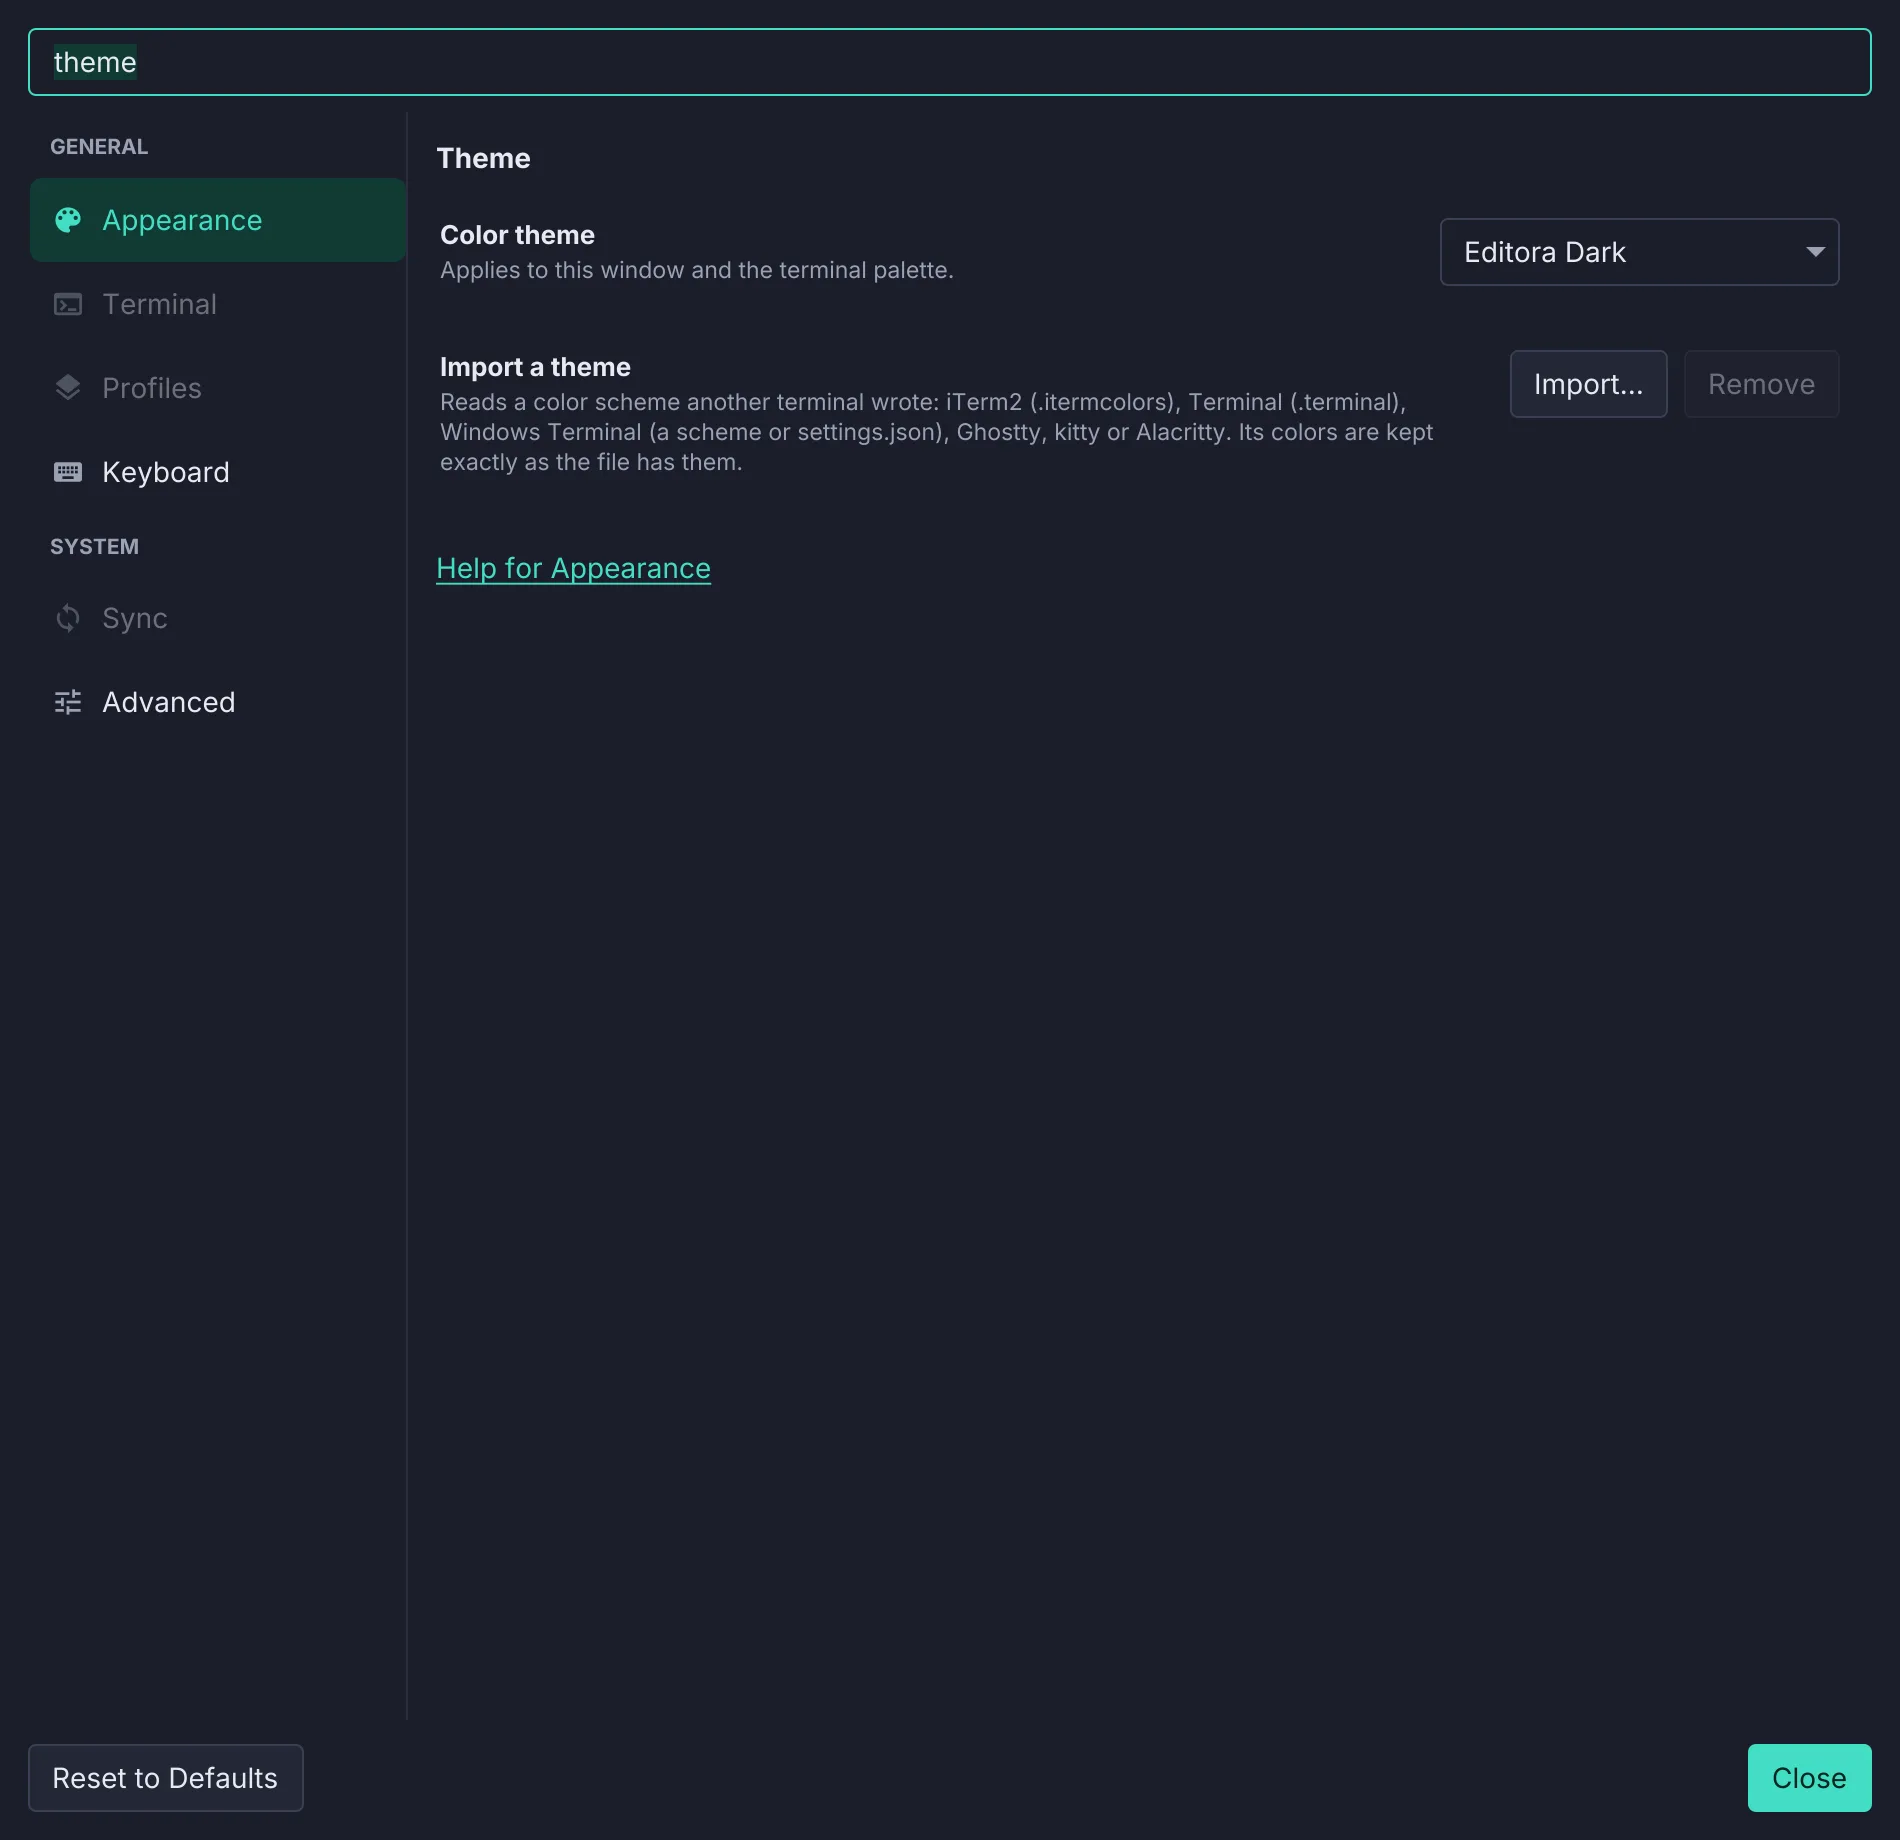 theme
GENERAL
Appearance
Terminal
Profiles
Keyboard
SYSTEM
Sync
Advanced
Theme
Color theme
Applies to this window and the terminal palette.
Editora Dark
Import a theme
Reads a color scheme another terminal wrote: iTerm2 (.itermcolors), Terminal (.terminal),
Windows Terminal (a scheme or settings.json), Ghostty, kitty or Alacritty. Its colors are kept
exactly as the file has them.
Import...
Remove
Help for Appearance
Reset to Defaults
Close